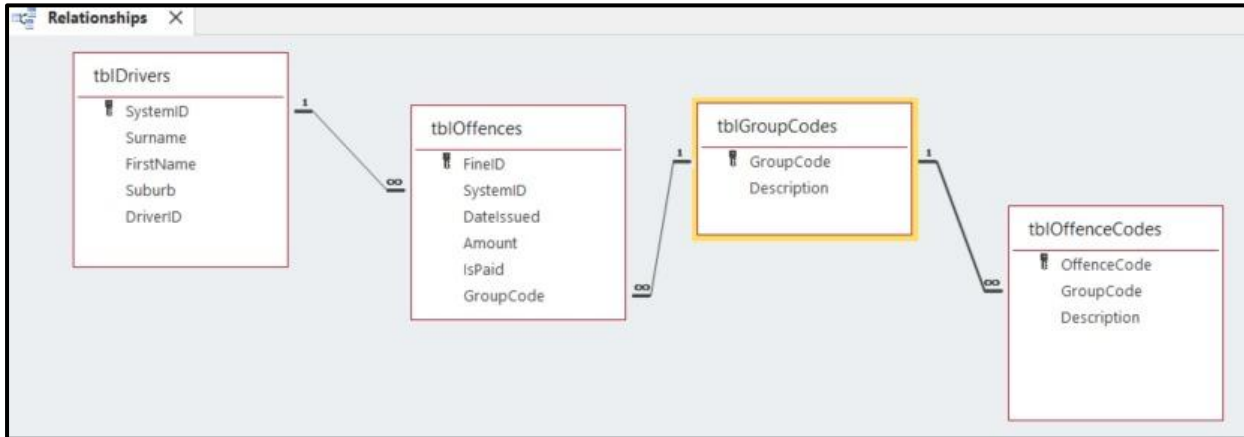 Relationships X
tblDrivers
SystemID
Surname
FirstName
Suburb
DriverID
1
∞
tblOffences
FineID
SystemID
DateIssued
Amount
IsPaid
GroupCode
1
∞
tblGroupCodes
GroupCode
Description
1
∞
tblOffenceCodes
OffenceCode
GroupCode
Description